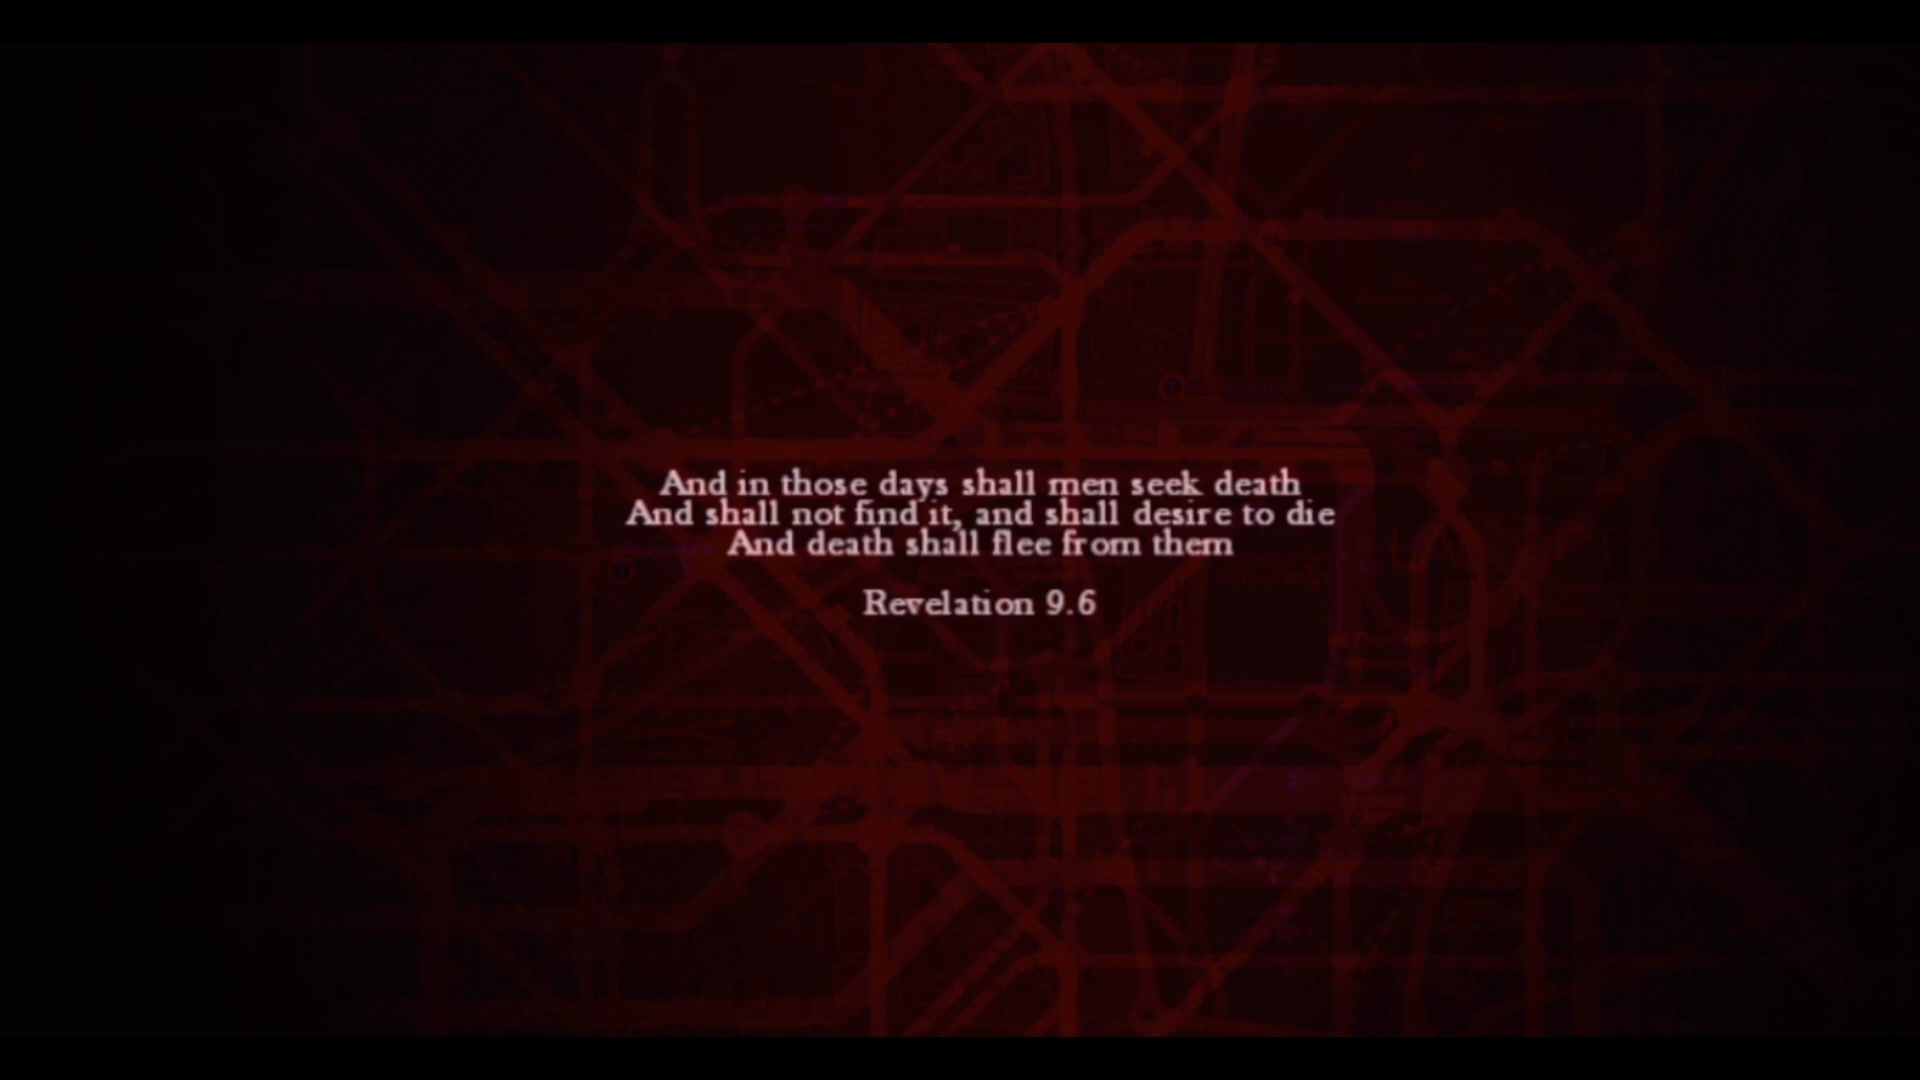 And in those days shall men seek death
And shall not find it, and shall desire to die
And death shall flee from them
Revelation 9.6